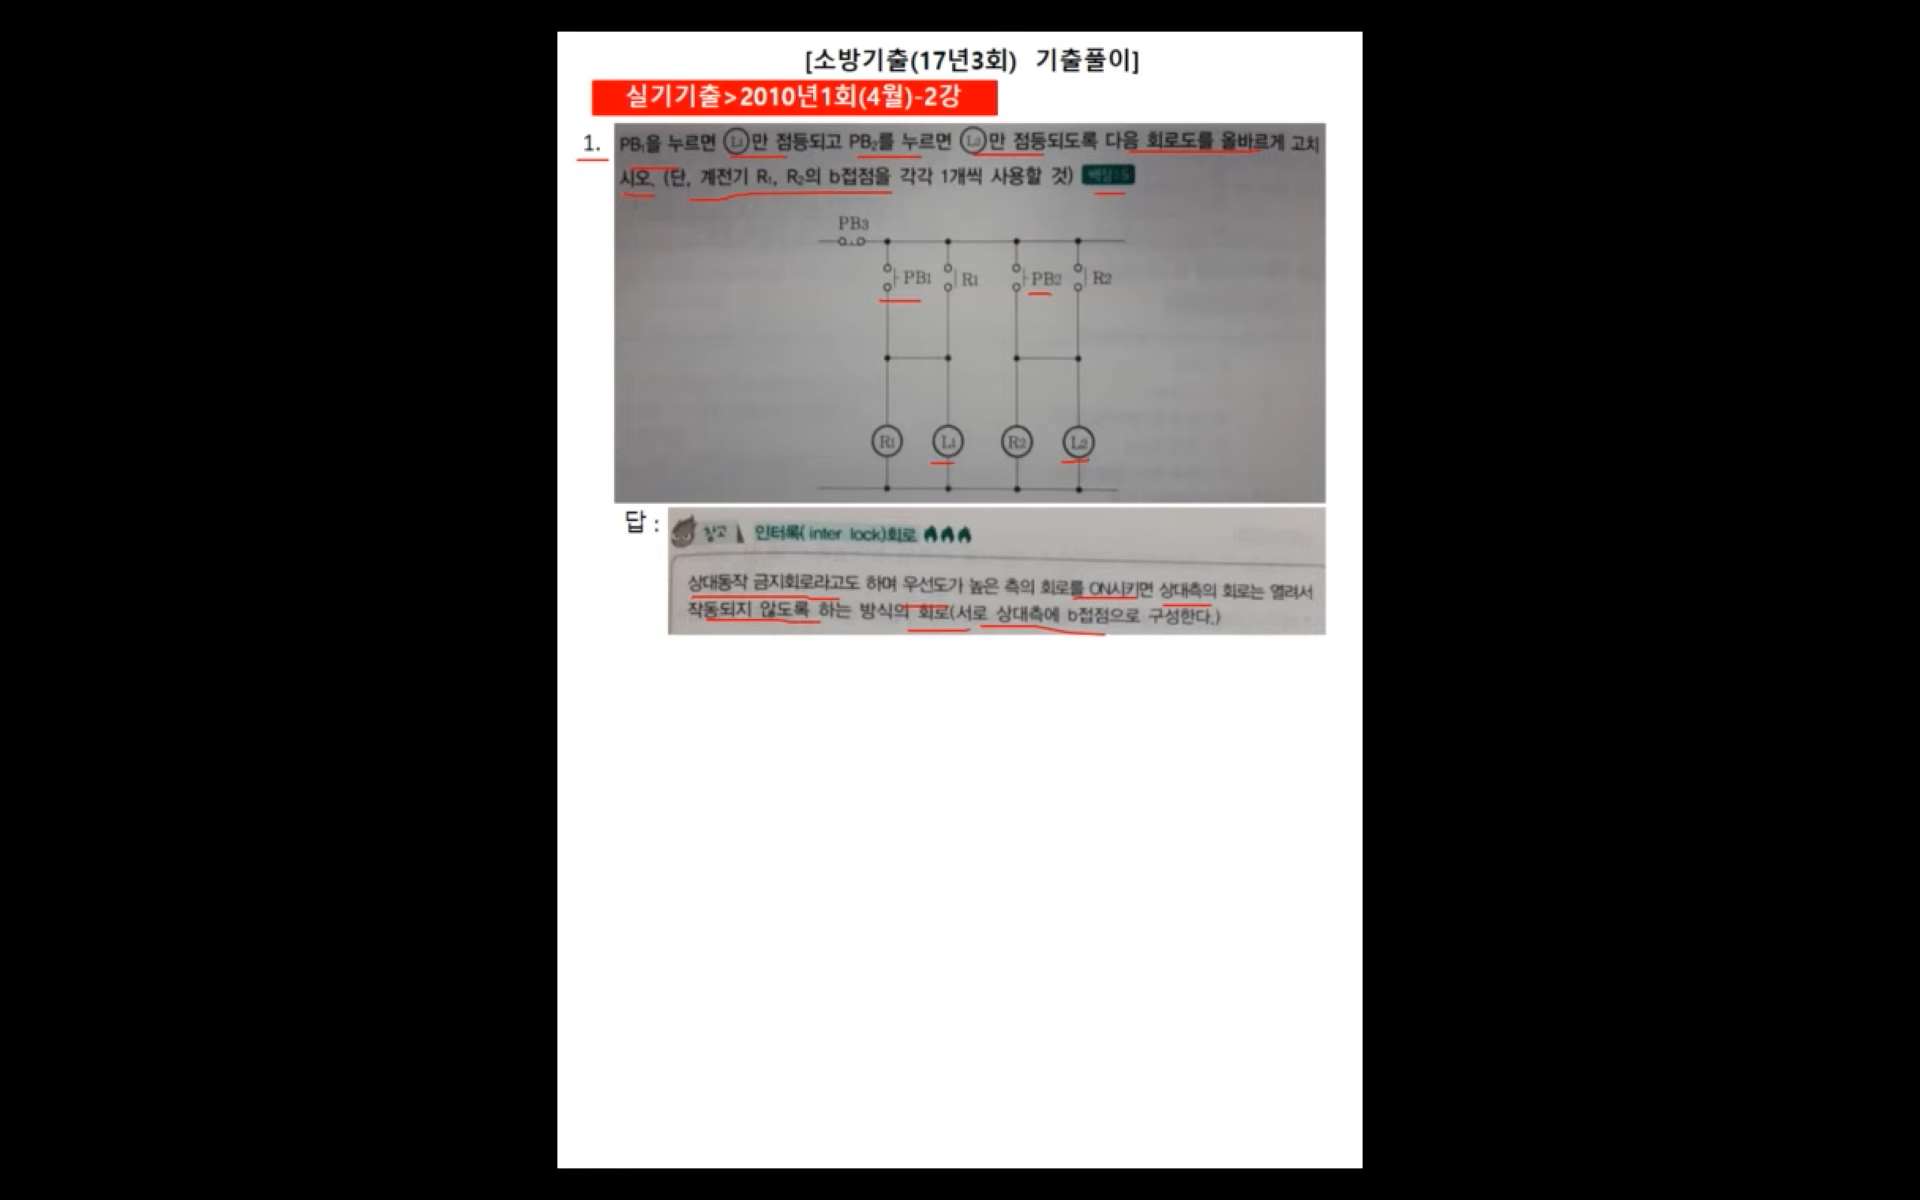 [소방기출(17년3회) 기출풀이]
실기기출>2010년1회(4월)-2강
1. PB₁을 누르면 L₁만 점등되고 PB₂를 누르면 L₂만 점등되도록 다음 회로도를 올바르게 고치
시오. (단, 계전기 R₁, R₂의 b접점을 각각 1개씩 사용할 것) 배점:5
PB3
PB1 R1 PB2 R2
R1 L1 R2 L2
답 : 참고 인터록( inter lock)회로
상대동작 금지회로라고도 하며 우선도가 높은 측의 회로를 ON시키면 상대측의 회로는 열려서
작동되지 않도록 하는 방식의 회로(서로 상대측에 b접점으로 구성한다.)